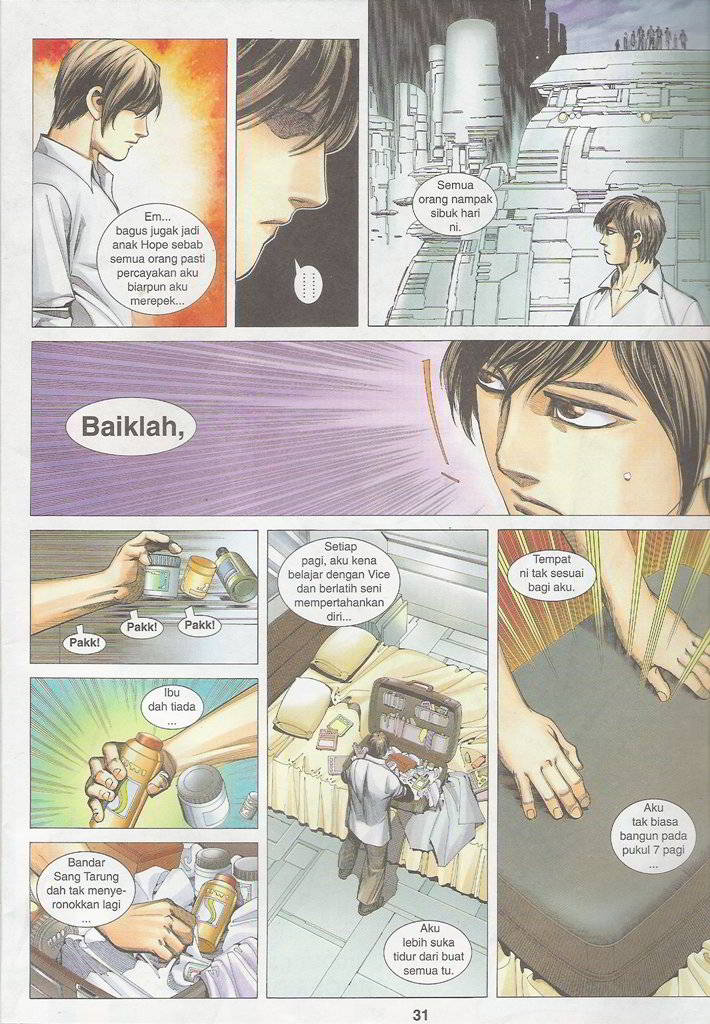 Em...
bagus jugak jadi
anak Hope sebab
semua orang pasti
percayakan aku
biarpun aku
merepek...
Semua
orang nampak
sibuk hari
ni.
Baiklah,
Pakk!
Pakk!
Pakk!
Ibu
dah tiada
...
Bandar
Sang Tarung
dah tak menye-
ronokkan lagi
...
Setiap
pagi, aku kena
belajar dengan Vice
dan berlatih seni
mempertahankan
diri...
Aku
lebih suka
tidur dari buat
semua tu.
Tempat
ni tak sesuai
bagi aku.
Aku
tak biasa
bangun pada
pukul 7 pagi
...
31